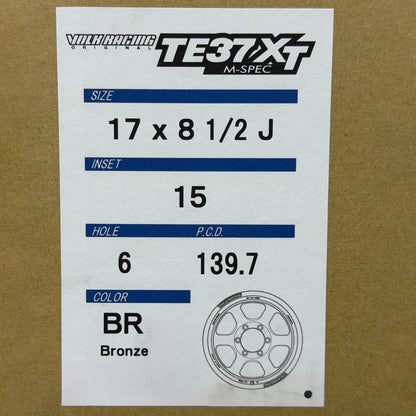 VOLK RACING
ORIGINAL
TE37XT
M-SPEC
SIZE
17 x 8 1/2 J
INSET
15
HOLE P.C.D.
6 139.7
COLOR
BR
Bronze